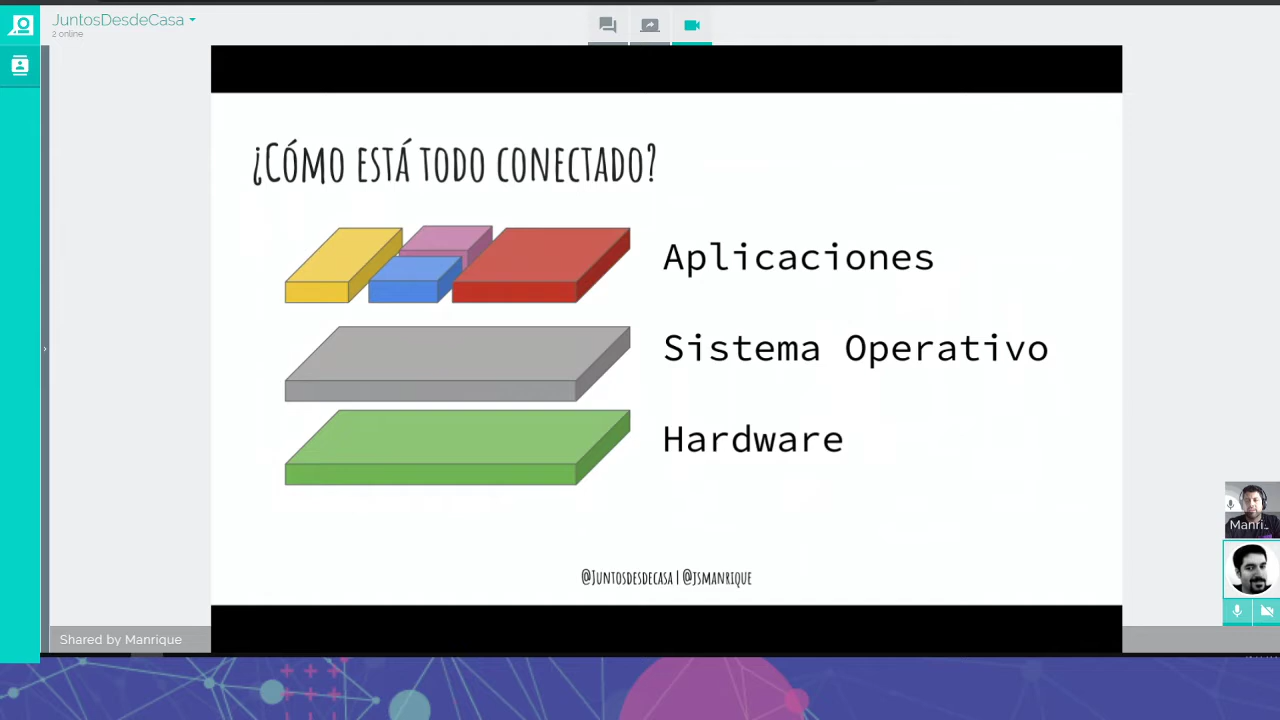 JuntosDesdeCasa
2 online
¿Cómo está todo conectado?
Aplicaciones
Sistema Operativo
Hardware
@Juntosdesdecasa | @jsmanrique
Manri...
Shared by Manrique